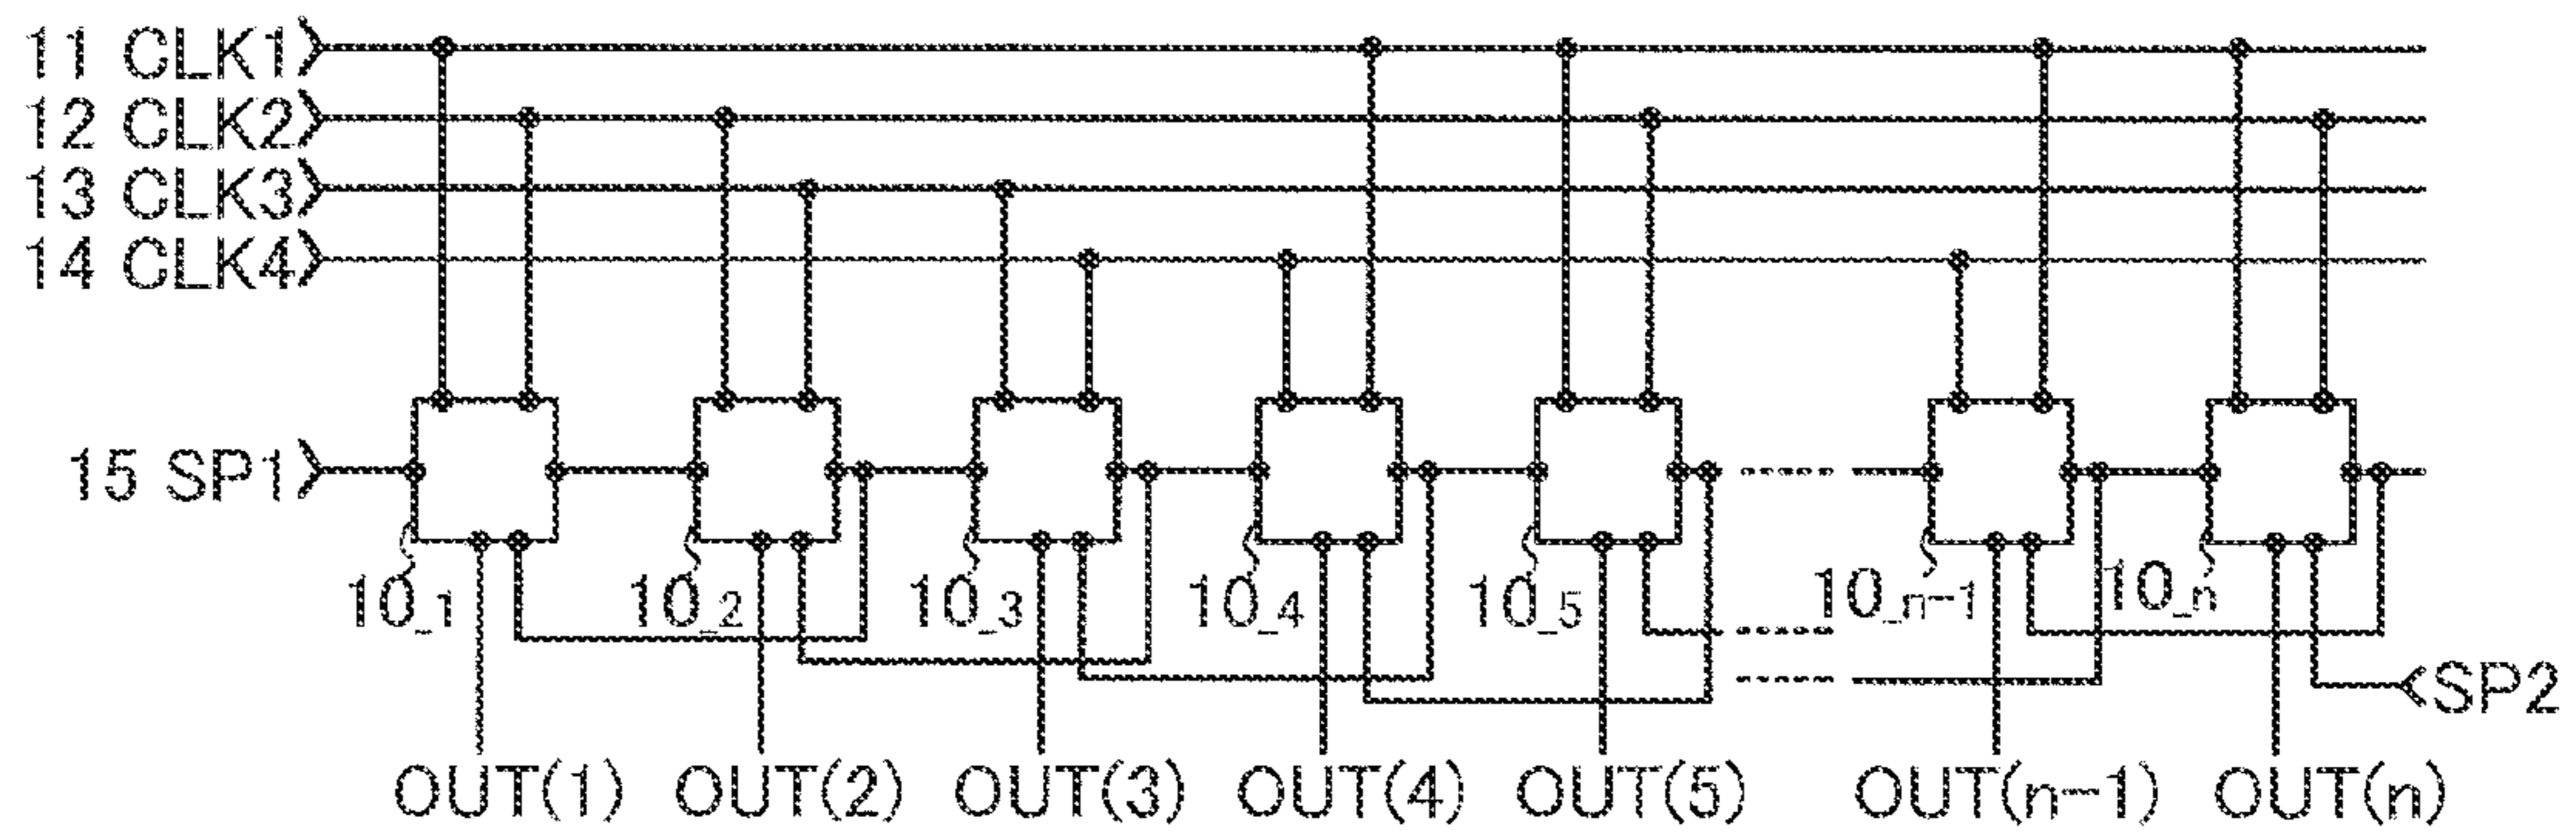 11 CLK1
12 CLK2
13 CLK3
14 CLK4
15 SP1
10_1 10_2 10_3 10_4 10_5 10_n-1 10_n
SP2
OUT(1) OUT(2) OUT(3) OUT(4) OUT(5) OUT(n-1) OUT(n)